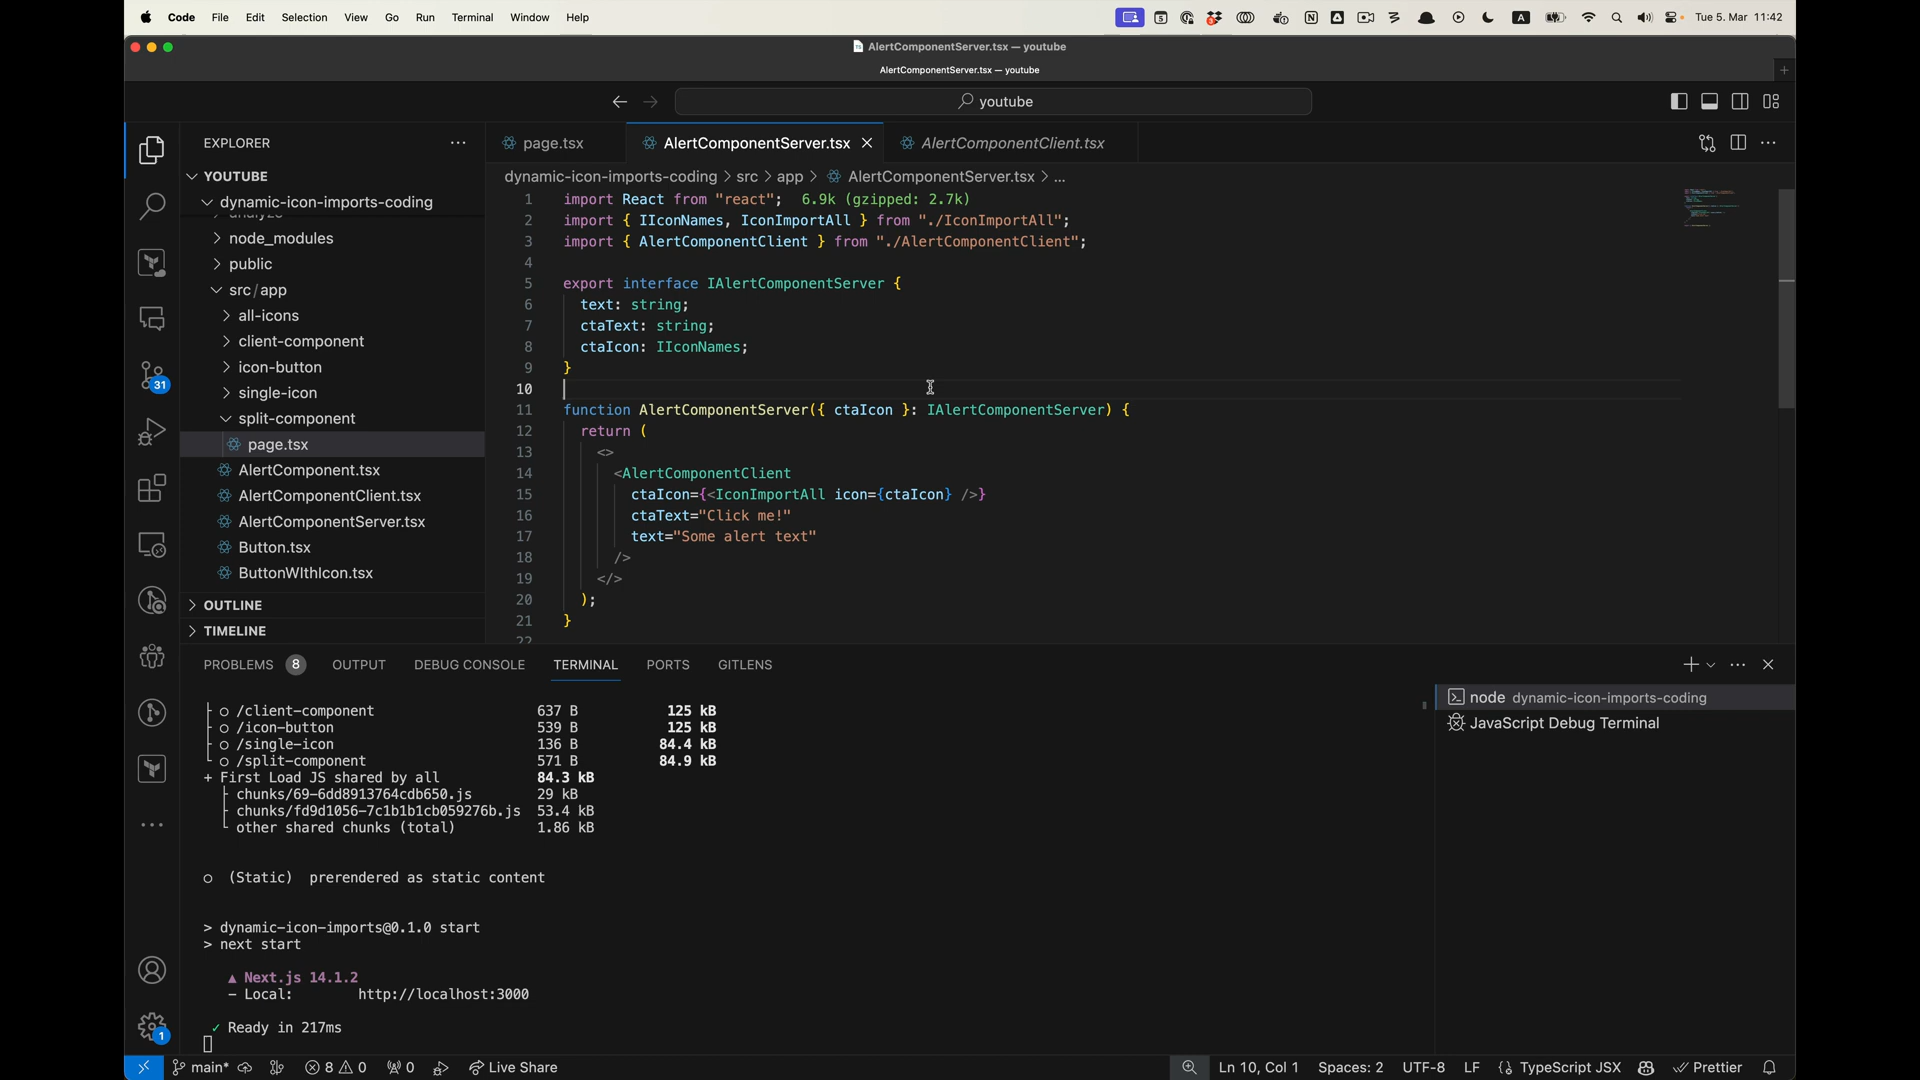 Code File Edit Selection View Go Run Terminal Window Help
Tue 5. Mar 11:42
AlertComponentServer.tsx — youtube
AlertComponentServer.tsx — youtube
youtube
EXPLORER
YOUTUBE
dynamic-icon-imports-coding
analyze
node_modules
public
src/app
all-icons
client-component
icon-button
single-icon
split-component
page.tsx
AlertComponent.tsx
AlertComponentClient.tsx
AlertComponentServer.tsx
Button.tsx
ButtonWIthIcon.tsx
OUTLINE
TIMELINE
31
1
page.tsx AlertComponentServer.tsx AlertComponentClient.tsx
dynamic-icon-imports-coding > src > app > AlertComponentServer.tsx > ...
1 import React from "react"; 6.9k (gzipped: 2.7k)
2 import { IIconNames, IconImportAll } from "./IconImportAll";
3 import { AlertComponentClient } from "./AlertComponentClient";
4
5 export interface IAlertComponentServer {
6 text: string;
7 ctaText: string;
8 ctaIcon: IIconNames;
9 }
10
11 function AlertComponentServer({ ctaIcon }: IAlertComponentServer) {
12 return (
13 <>
14 <AlertComponentClient
15 ctaIcon={<IconImportAll icon={ctaIcon} />}
16 ctaText="Click me!"
17 text="Some alert text"
18 />
19 </>
20 );
21 }
22
PROBLEMS 8 OUTPUT DEBUG CONSOLE TERMINAL PORTS GITLENS
├ ○ /client-component 637 B 125 kB
├ ○ /icon-button 539 B 125 kB
├ ○ /single-icon 136 B 84.4 kB
└ ○ /split-component 571 B 84.9 kB
+ First Load JS shared by all 84.3 kB
├ chunks/69-6dd8913764cdb650.js 29 kB
├ chunks/fd9d1056-7c1b1b1cb059276b.js 53.4 kB
└ other shared chunks (total) 1.86 kB
○ (Static) prerendered as static content
> dynamic-icon-imports@0.1.0 start
> next start
▲ Next.js 14.1.2
- Local: http://localhost:3000
✓ Ready in 217ms
node dynamic-icon-imports-coding
JavaScript Debug Terminal
main* 8 0 0 Live Share
Ln 10, Col 1 Spaces: 2 UTF-8 LF TypeScript JSX Prettier